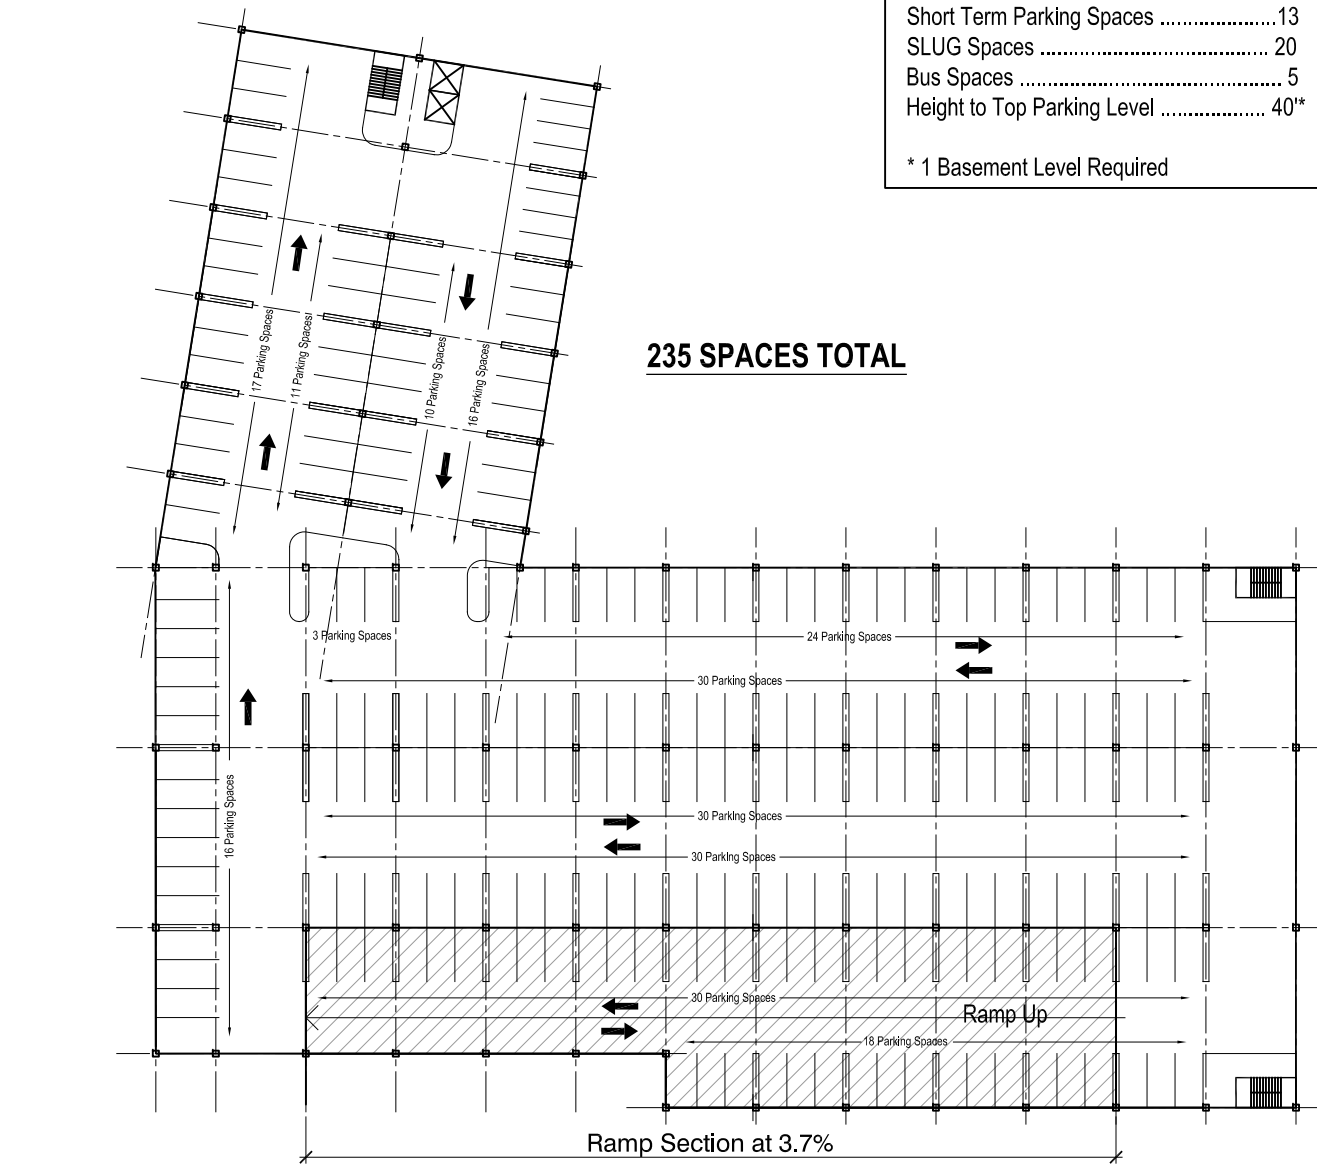 Short Term Parking Spaces ........................ 13
SLUG Spaces ................................................ 20
Bus Spaces ..................................................... 5
Height to Top Parking Level ....................... 40'*
* 1 Basement Level Required
235 SPACES TOTAL
17 Parking Spaces
11 Parking Spaces
10 Parking Spaces
16 Parking Spaces
3 Parking Spaces
24 Parking Spaces
30 Parking Spaces
16 Parking Spaces
30 Parking Spaces
30 Parking Spaces
30 Parking Spaces
Ramp Up
18 Parking Spaces
Ramp Section at 3.7%